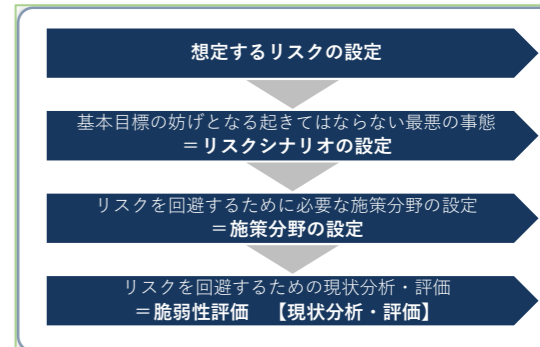 想定するリスクの設定
基本目標の妨げとなる起きてはならない最悪の事態
＝リスクシナリオの設定
リスクを回避するために必要な施策分野の設定
＝施策分野の設定
リスクを回避するための現状分析・評価
＝脆弱性評価　【現状分析・評価】